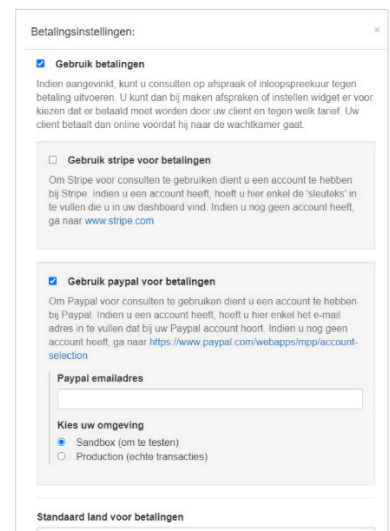 Betalingsinstellingen:
×
Gebruik betalingen
Indien aangevinkt, kunt u consulten op afspraak of inloopspreekuur tegen
betaling uitvoeren. U kunt dan bij maken afspraken of instellen widget er voor
kiezen dat er betaald moet worden door uw client en tegen welk tarief. Uw
client betaalt dan online voordat hij naar de wachtkamer gaat.
Gebruik stripe voor betalingen
Om Stripe voor consulten te gebruiken dient u een account te hebben
bij Stripe. Indien u een account heeft, hoeft u hier enkel de 'sleuteks' in
te vullen die u in uw dashboard vind. Indien u nog geen account heeft,
ga naar www.stripe.com
Gebruik paypal voor betalingen
Om Paypal voor consulten te gebruiken dient u een account te hebben
bij Paypal. Indien u een account heeft, hoeft u hier enkel het e-mail
adres in te vullen dat bij uw Paypal account hoort. Indien u nog geen
account heeft, ga naar https://www.paypal.com/webapps/mpp/account-
selection
Paypal emailadres
Kies uw omgeving
Sandbox (om te testen)
Production (echte transacties)
Standaard land voor betalingen